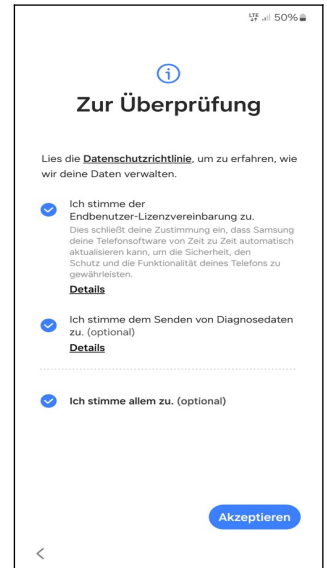 LTE 50%
Zur Überprüfung
Lies die Datenschutzrichtlinie, um zu erfahren, wie
wir deine Daten verwalten.
Ich stimme der
Endbenutzer-Lizenzvereinbarung zu.
Dies schließt deine Zustimmung ein, dass Samsung
deine Telefonsoftware von Zeit zu Zeit automatisch
aktualisieren kann, um die Sicherheit, den
Schutz und die Funktionalität deines Telefons zu
gewährleisten.
Details
Ich stimme dem Senden von Diagnosedaten
zu. (optional)
Details
Ich stimme allem zu. (optional)
Akzeptieren